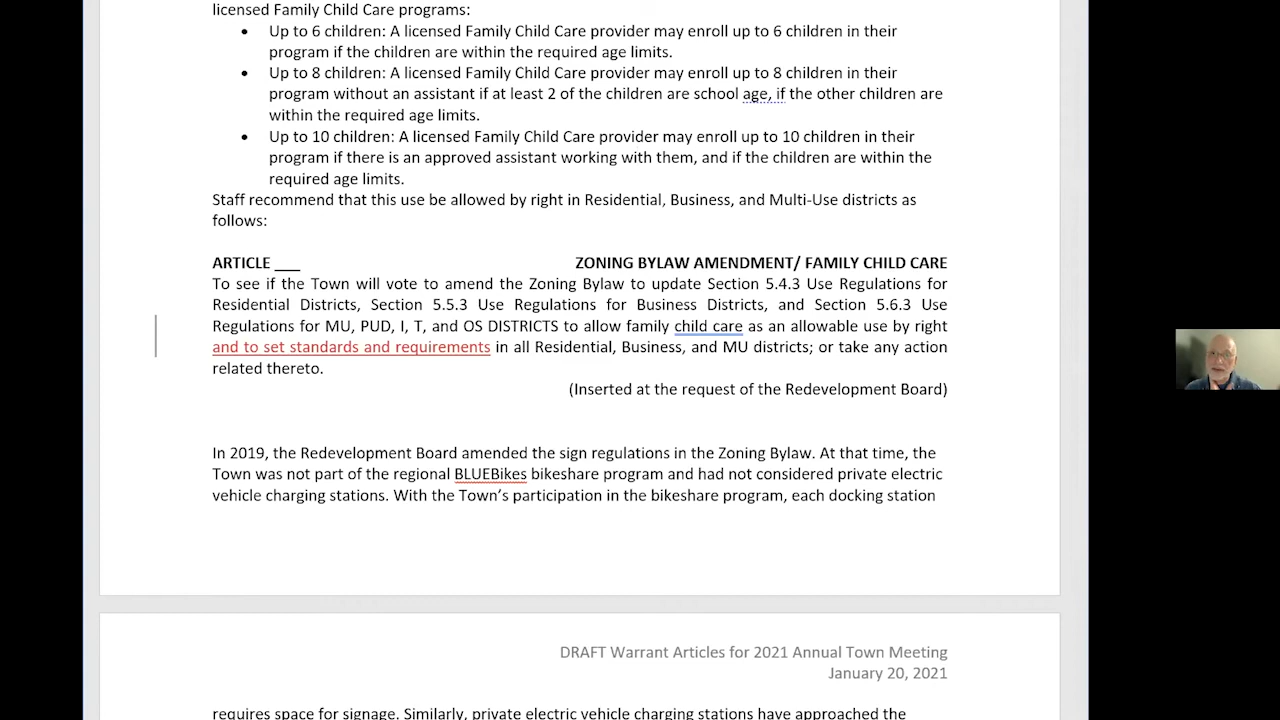 licensed Family Child Care programs:
• Up to 6 children: A licensed Family Child Care provider may enroll up to 6 children in their
program if the children are within the required age limits.
• Up to 8 children: A licensed Family Child Care provider may enroll up to 8 children in their
program without an assistant if at least 2 of the children are school age, if the other children are
within the required age limits.
• Up to 10 children: A licensed Family Child Care provider may enroll up to 10 children in their
program if there is an approved assistant working with them, and if the children are within the
required age limits.
Staff recommend that this use be allowed by right in Residential, Business, and Multi-Use districts as
follows:
ARTICLE ___ ZONING BYLAW AMENDMENT/ FAMILY CHILD CARE
To see if the Town will vote to amend the Zoning Bylaw to update Section 5.4.3 Use Regulations for
Residential Districts, Section 5.5.3 Use Regulations for Business Districts, and Section 5.6.3 Use
Regulations for MU, PUD, I, T, and OS DISTRICTS to allow family child care as an allowable use by right
and to set standards and requirements in all Residential, Business, and MU districts; or take any action
related thereto.
(Inserted at the request of the Redevelopment Board)
In 2019, the Redevelopment Board amended the sign regulations in the Zoning Bylaw. At that time, the
Town was not part of the regional BLUEBikes bikeshare program and had not considered private electric
vehicle charging stations. With the Town's participation in the bikeshare program, each docking station
DRAFT Warrant Articles for 2021 Annual Town Meeting
January 20, 2021
requires space for signage. Similarly, private electric vehicle charging stations have approached the